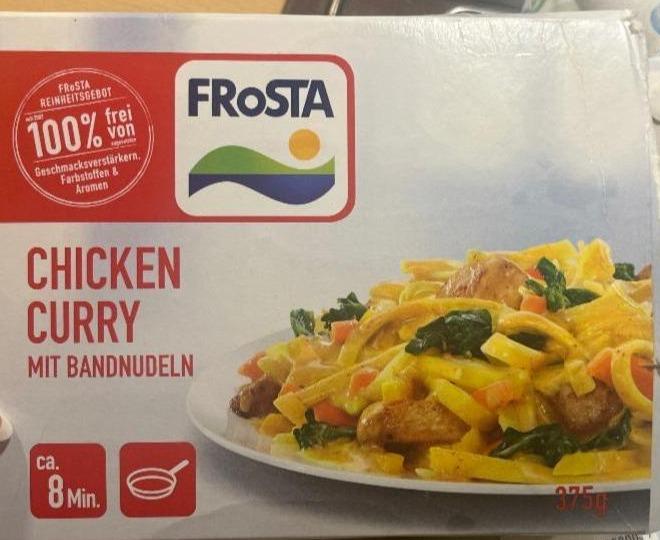 FRoSTA
REINHEITSGEBOT
100% frei
von
Geschmacksverstärkern,
Farbstoffen &
Aromen
FRoSTA
CHICKEN
CURRY
MIT BANDNUDELN
ca.
8 Min.
375g